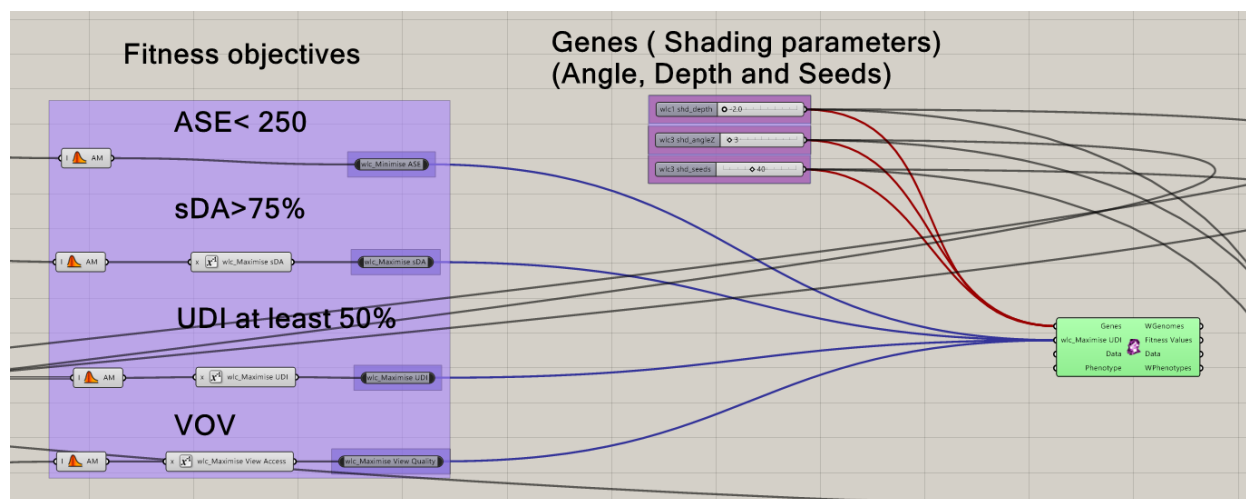 Fitness objectives
Genes ( Shading parameters)
(Angle, Depth and Seeds)
ASE< 250
I AM
wlc_Minimise ASE
sDA>75%
I AM
x wlc_Maximise sDA
wlc_Maximise sDA
UDI at least 50%
I AM
x wlc_Maximise UDI
wlc_Maximise UDI
VOV
I AM
x wlc_Maximise View Access
wlc_Maximise View Quality
wlc1 shd_depth -2.0
wlc3 shd_angleZ 3
wlc3 shd_seeds 40
Genes WGenomes
wlc_Maximise UDI Fitness Values
Data Data
Phenotype WPhenotypes